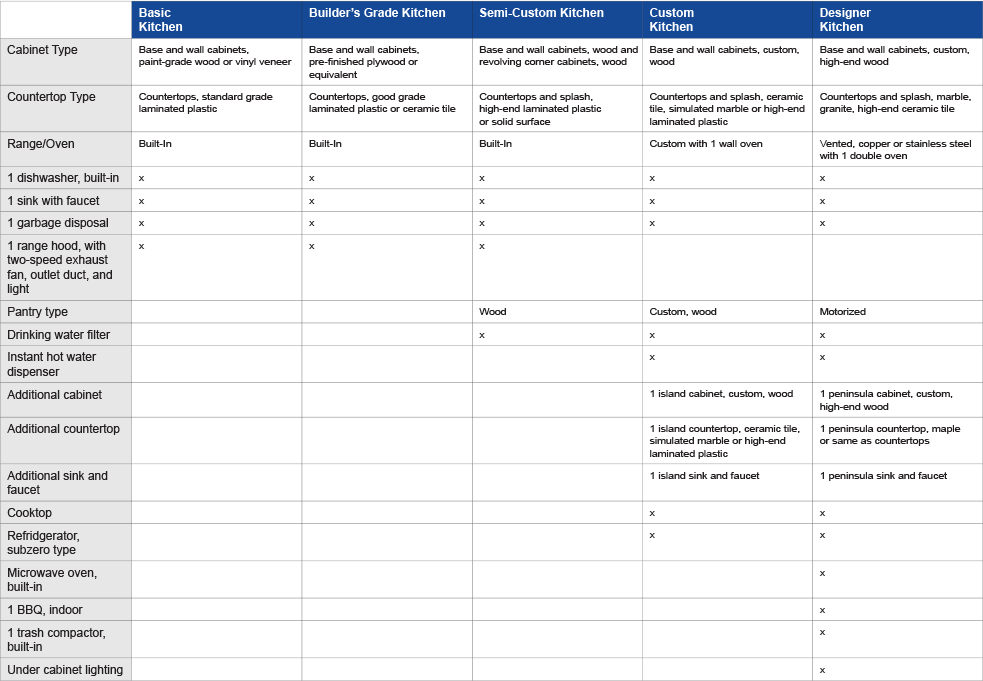 Basic Kitchen | Builder's Grade Kitchen | Semi-Custom Kitchen | Custom Kitchen | Designer Kitchen
Cabinet Type | Base and wall cabinets, paint-grade wood or vinyl veneer | Base and wall cabinets, pre-finished plywood or equivalent | Base and wall cabinets, wood and revolving corner cabinets, wood | Base and wall cabinets, custom, wood | Base and wall cabinets, custom, high-end wood
Countertop Type | Countertops, standard grade laminated plastic | Countertops, good grade laminated plastic or ceramic tile | Countertops and splash, high-end laminated plastic or solid surface | Countertops and splash, ceramic tile, simulated marble or high-end laminated plastic | Countertops and splash, marble, granite, high-end ceramic tile
Range/Oven | Built-In | Built-In | Built-In | Custom with 1 wall oven | Vented, copper or stainless steel with 1 double oven
1 dishwasher, built-in | x | x | x | x | x
1 sink with faucet | x | x | x | x | x
1 garbage disposal | x | x | x | x | x
1 range hood, with two-speed exhaust fan, outlet duct, and light | x | x | x
Pantry type | Wood | Custom, wood | Motorized
Drinking water filter | x | x | x
Instant hot water dispenser | x | x
Additional cabinet | 1 island cabinet, custom, wood | 1 peninsula cabinet, custom, high-end wood
Additional countertop | 1 island countertop, ceramic tile, simulated marble or high-end laminated plastic | 1 peninsula countertop, maple or same as countertops
Additional sink and faucet | 1 island sink and faucet | 1 peninsula sink and faucet
Cooktop | x | x
Refridgerator, subzero type | x | x
Microwave oven, built-in | x
1 BBQ, indoor | x
1 trash compactor, built-in | x
Under cabinet lighting | x